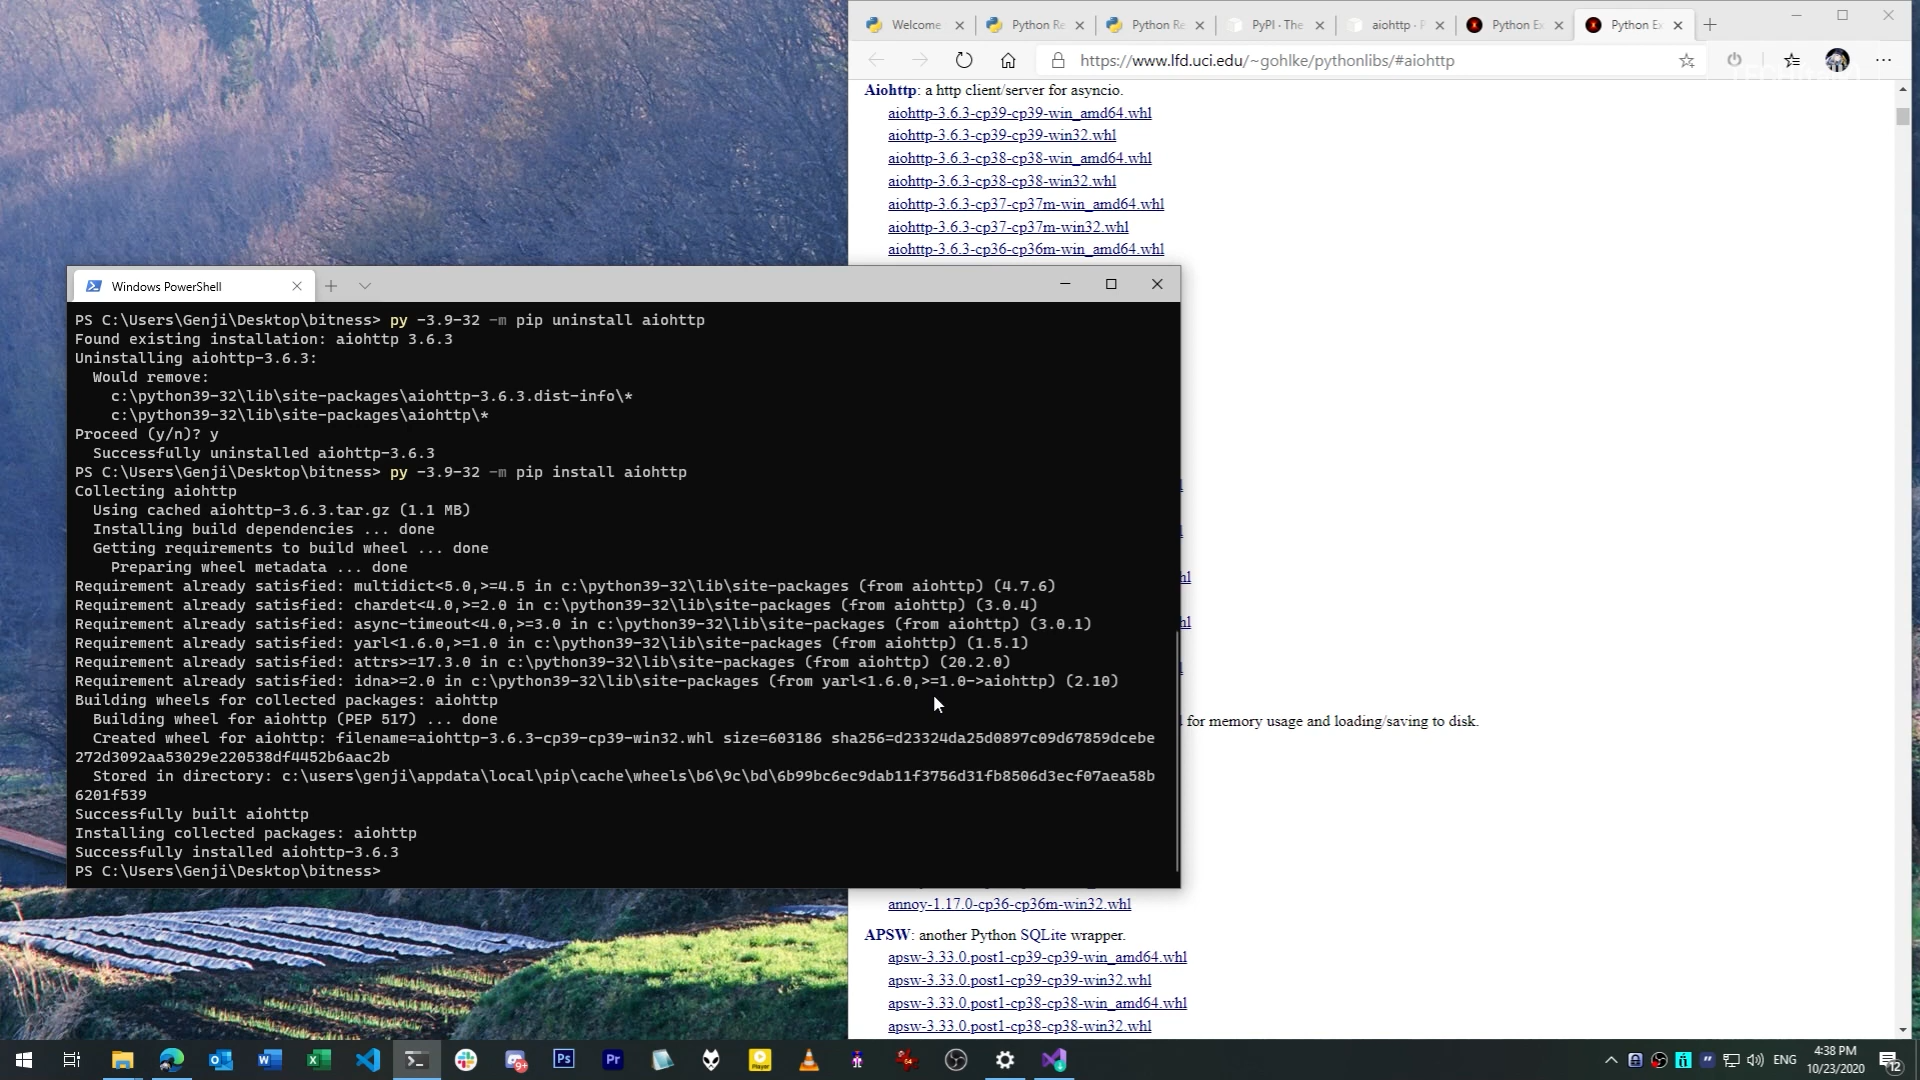 Welcome
Python Re
Python Re
PyPI · The
aiohttp · P
Python Ex
Python Ex
https://www.lfd.uci.edu/~gohlke/pythonlibs/#aiohttp
Aiohttp: a http client/server for asyncio.
aiohttp-3.6.3-cp39-cp39-win_amd64.whl
aiohttp-3.6.3-cp39-cp39-win32.whl
aiohttp-3.6.3-cp38-cp38-win_amd64.whl
aiohttp-3.6.3-cp38-cp38-win32.whl
aiohttp-3.6.3-cp37-cp37m-win_amd64.whl
aiohttp-3.6.3-cp37-cp37m-win32.whl
aiohttp-3.6.3-cp36-cp36m-win_amd64.whl
Windows PowerShell
PS C:\Users\Genji\Desktop\bitness> py -3.9-32 -m pip uninstall aiohttp
Found existing installation: aiohttp 3.6.3
Uninstalling aiohttp-3.6.3:
Would remove:
c:\python39-32\lib\site-packages\aiohttp-3.6.3.dist-info\*
c:\python39-32\lib\site-packages\aiohttp\*
Proceed (y/n)? y
Successfully uninstalled aiohttp-3.6.3
PS C:\Users\Genji\Desktop\bitness> py -3.9-32 -m pip install aiohttp
Collecting aiohttp
Using cached aiohttp-3.6.3.tar.gz (1.1 MB)
Installing build dependencies ... done
Getting requirements to build wheel ... done
Preparing wheel metadata ... done
Requirement already satisfied: multidict<5.0,>=4.5 in c:\python39-32\lib\site-packages (from aiohttp) (4.7.6)
Requirement already satisfied: chardet<4.0,>=2.0 in c:\python39-32\lib\site-packages (from aiohttp) (3.0.4)
Requirement already satisfied: async-timeout<4.0,>=3.0 in c:\python39-32\lib\site-packages (from aiohttp) (3.0.1)
Requirement already satisfied: yarl<1.6.0,>=1.0 in c:\python39-32\lib\site-packages (from aiohttp) (1.5.1)
Requirement already satisfied: attrs>=17.3.0 in c:\python39-32\lib\site-packages (from aiohttp) (20.2.0)
Requirement already satisfied: idna>=2.0 in c:\python39-32\lib\site-packages (from yarl<1.6.0,>=1.0->aiohttp) (2.10)
Building wheels for collected packages: aiohttp
Building wheel for aiohttp (PEP 517) ... done
Created wheel for aiohttp: filename=aiohttp-3.6.3-cp39-cp39-win32.whl size=603186 sha256=d23324da25d0897c09d67859dcebe
272d3092aa53029e220538df4452b6aac2b
Stored in directory: c:\users\genji\appdata\local\pip\cache\wheels\b6\9c\bd\6b99bc6ec9dab11f3756d31fb8506d3ecf07aea58b
6201f539
Successfully built aiohttp
Installing collected packages: aiohttp
Successfully installed aiohttp-3.6.3
PS C:\Users\Genji\Desktop\bitness>
for memory usage and loading/saving to disk.
annoy-1.17.0-cp36-cp36m-win32.whl
APSW: another Python SQLite wrapper.
apsw-3.33.0.post1-cp39-cp39-win_amd64.whl
apsw-3.33.0.post1-cp39-cp39-win32.whl
apsw-3.33.0.post1-cp38-cp38-win_amd64.whl
apsw-3.33.0.post1-cp38-cp38-win32.whl
ENG
4:38 PM
10/23/2020
12